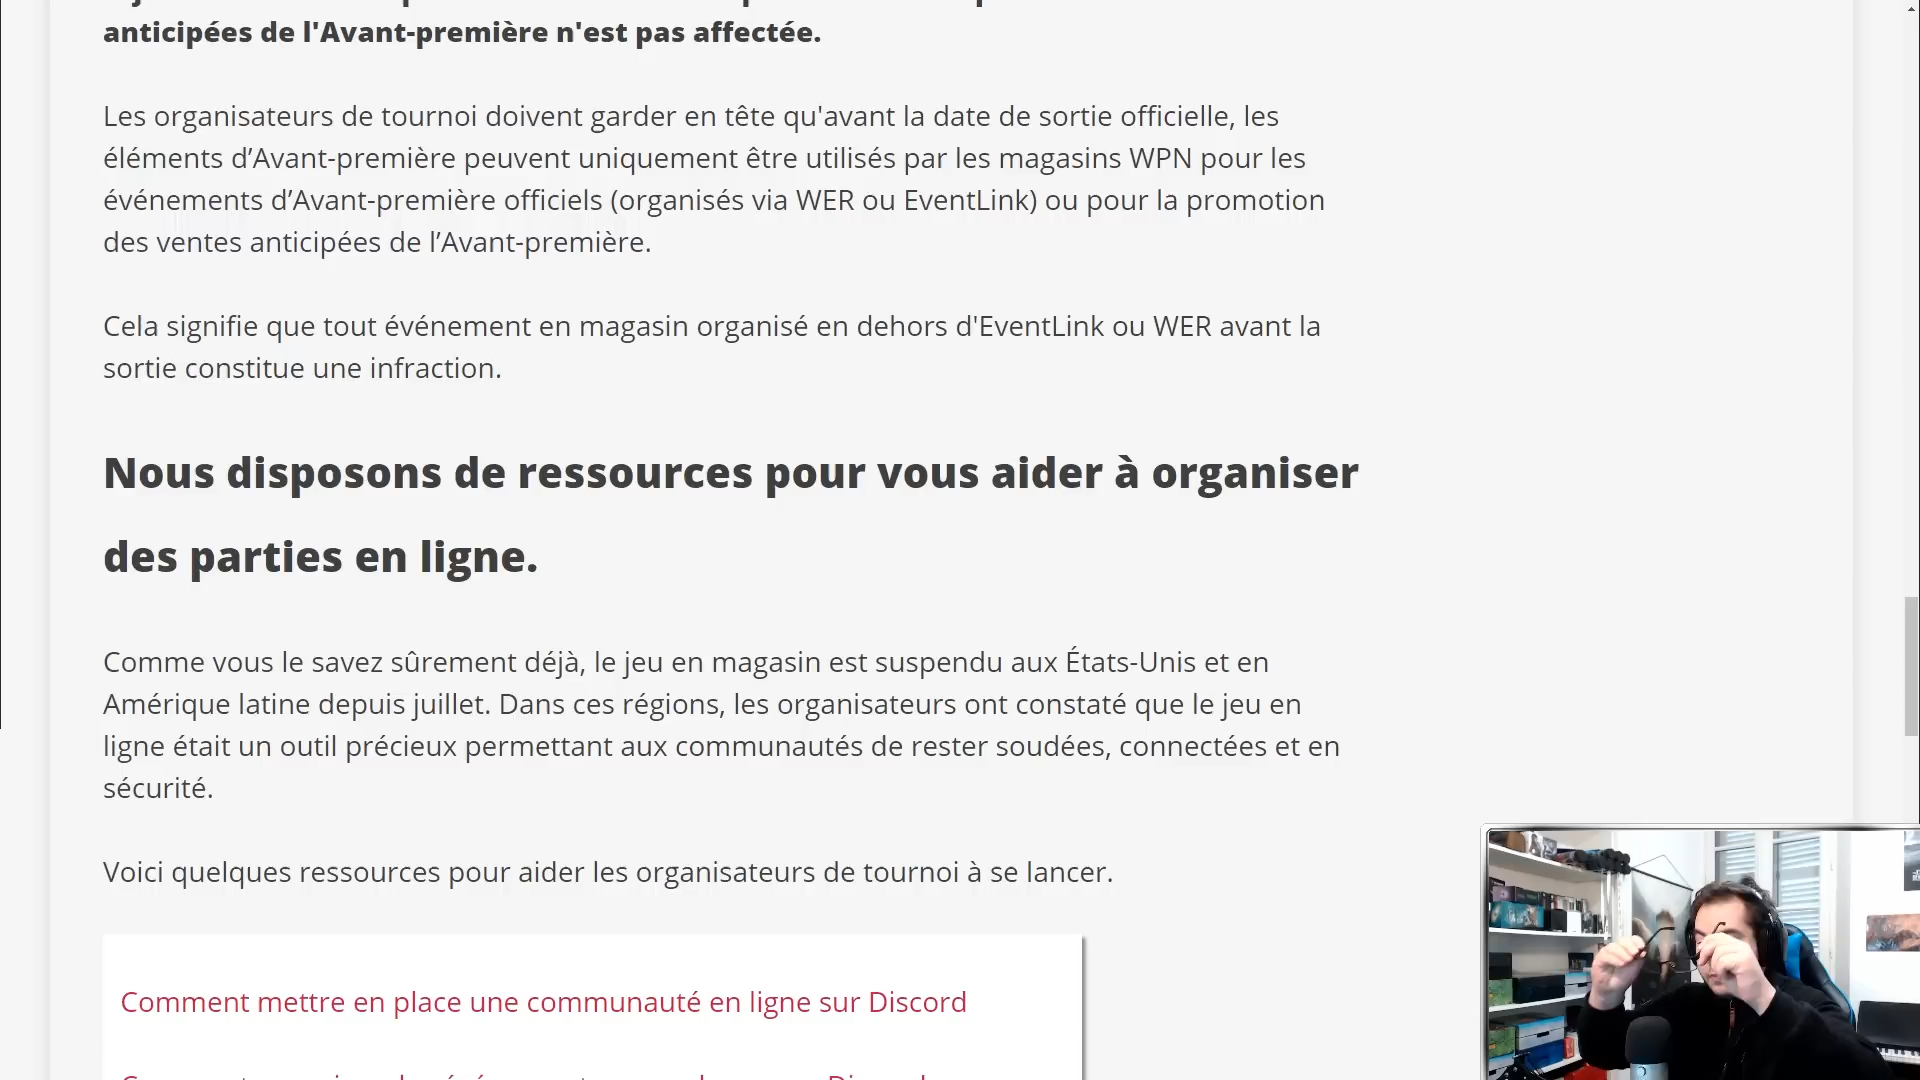 anticipées de l'Avant-première n'est pas affectée.
Les organisateurs de tournoi doivent garder en tête qu'avant la date de sortie officielle, les
éléments d’Avant-première peuvent uniquement être utilisés par les magasins WPN pour les
événements d’Avant-première officiels (organisés via WER ou EventLink) ou pour la promotion
des ventes anticipées de l’Avant-première.
Cela signifie que tout événement en magasin organisé en dehors d'EventLink ou WER avant la
sortie constitue une infraction.
Nous disposons de ressources pour vous aider à organiser
des parties en ligne.
Comme vous le savez sûrement déjà, le jeu en magasin est suspendu aux États-Unis et en
Amérique latine depuis juillet. Dans ces régions, les organisateurs ont constaté que le jeu en
ligne était un outil précieux permettant aux communautés de rester soudées, connectées et en
sécurité.
Voici quelques ressources pour aider les organisateurs de tournoi à se lancer.
Comment mettre en place une communauté en ligne sur Discord